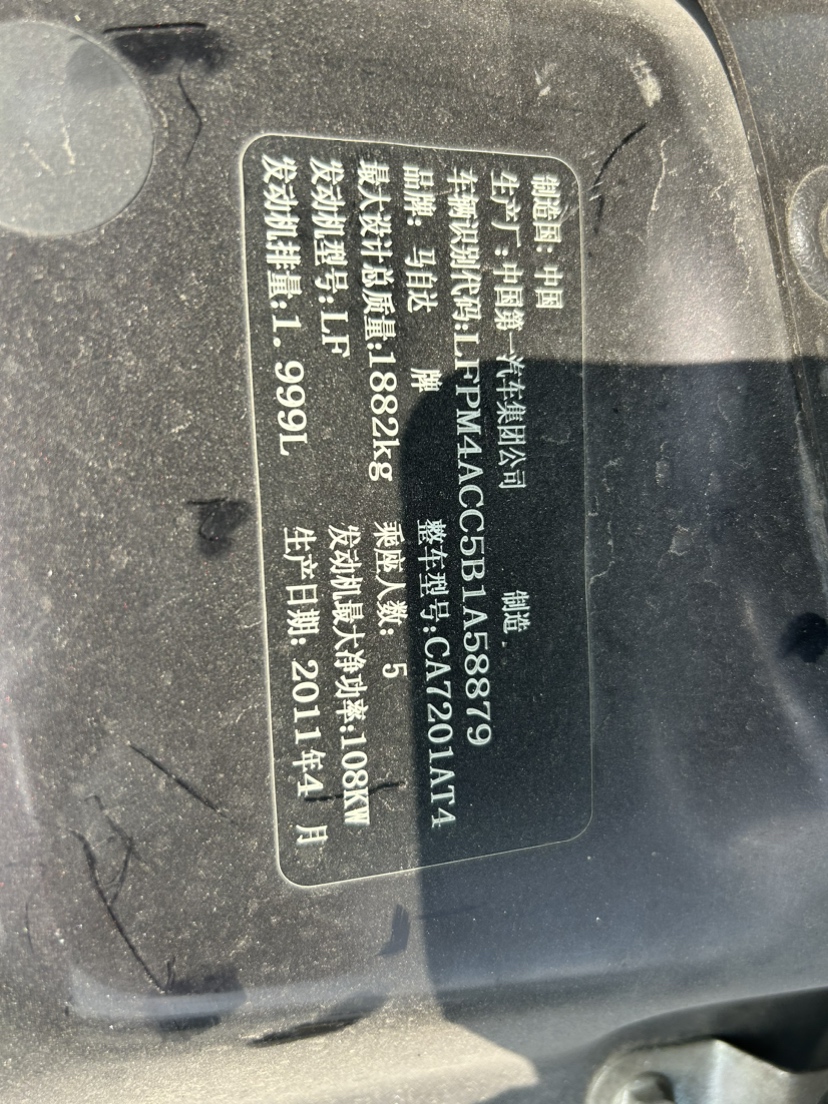 制造国:中国
生产厂:中国第一汽车集团公司 制造
车辆识别代码:LFPM4ACC5B1A58879
品牌: 马自达 牌 整车型号:CA7201AT4
最大设计总质量:1882kg 乘座人数: 5
发动机型号:LF 发动机最大净功率:108KW
发动机排量:1.999L 生产日期: 2011年4 月